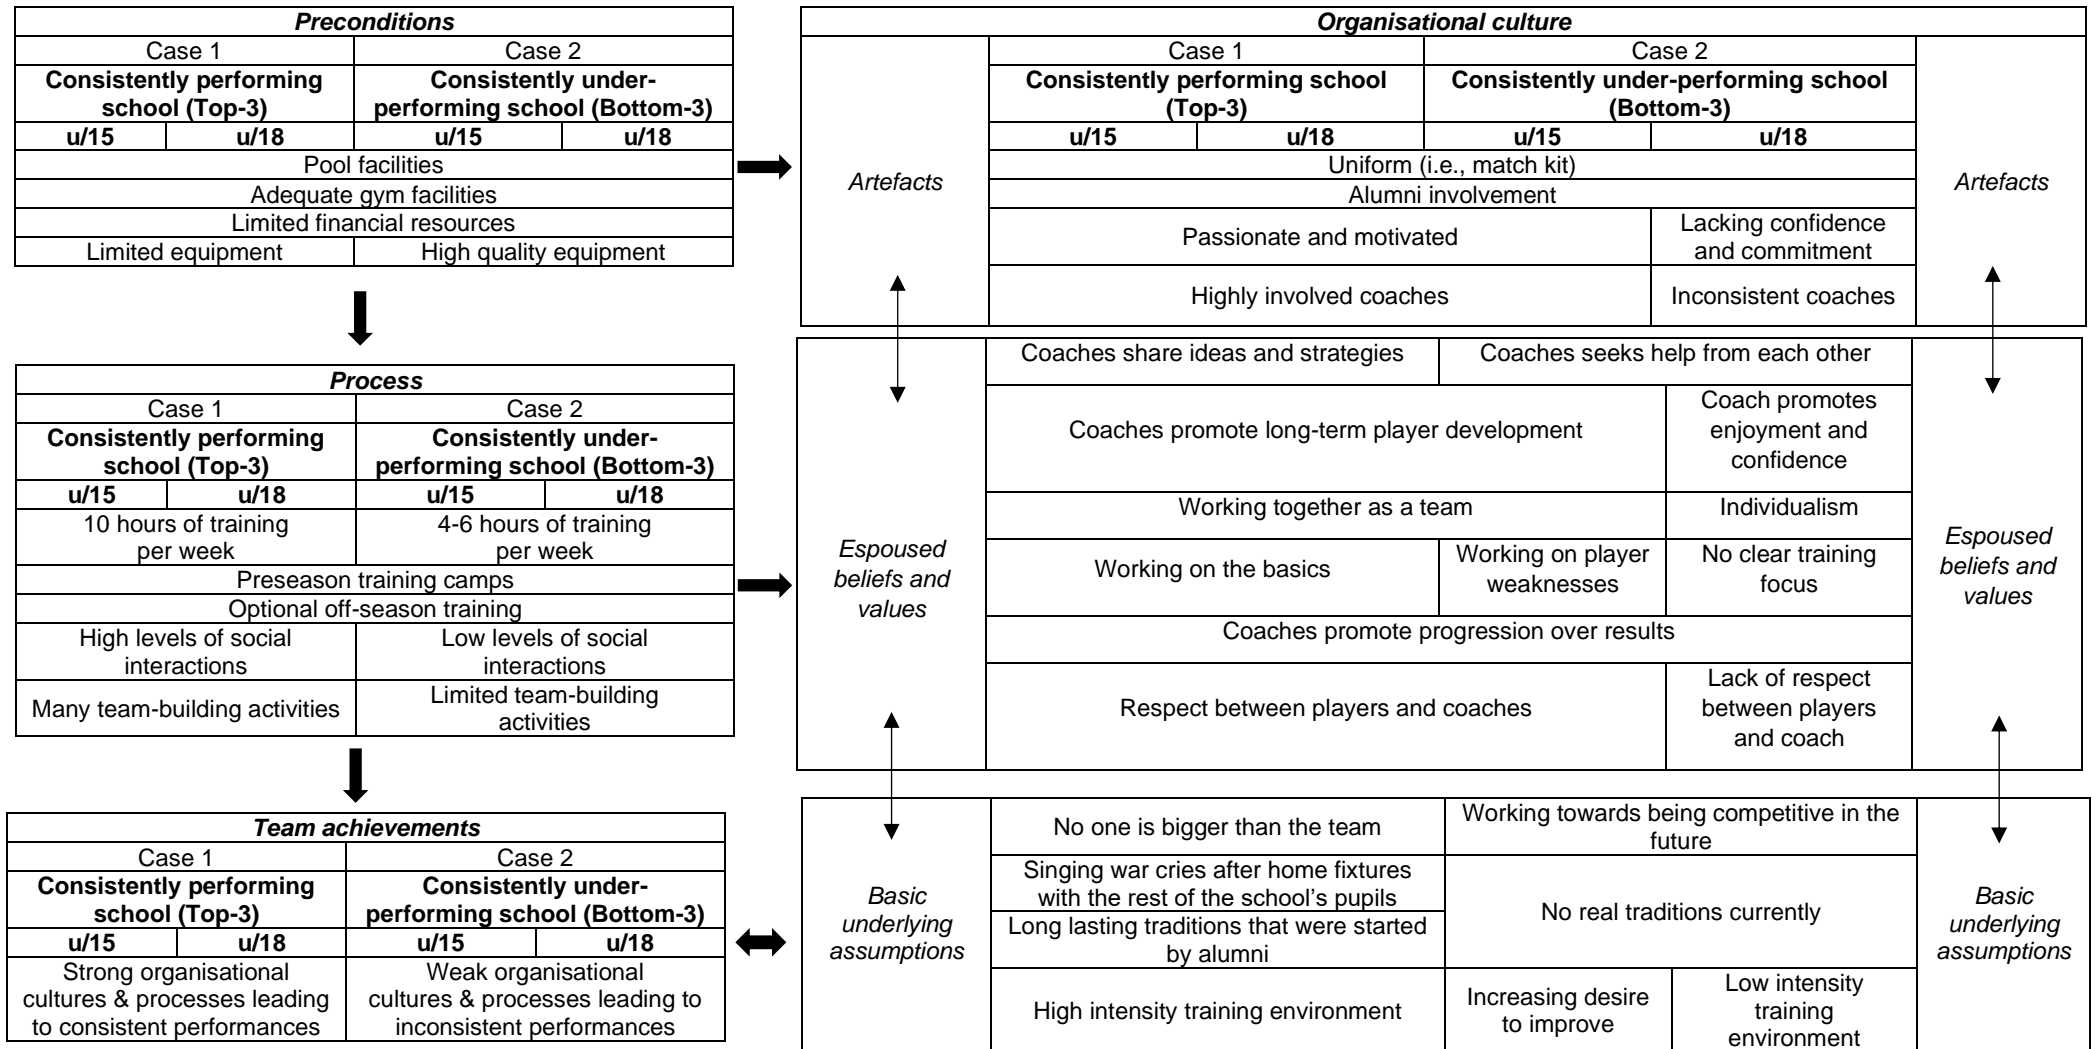 Preconditions
Case 1
Case 2
Consistently performing
school (Top-3)
Consistently under-
performing school (Bottom-3)
u/15
u/18
u/15
u/18
Pool facilities
Adequate gym facilities
Limited financial resources
Limited equipment
High quality equipment
Process
Case 1
Case 2
Consistently performing
school (Top-3)
Consistently under-
performing school (Bottom-3)
u/15
u/18
u/15
u/18
10 hours of training
per week
4-6 hours of training
per week
Preseason training camps
Optional off-season training
High levels of social
interactions
Low levels of social
interactions
Many team-building activities
Limited team-building
activities
Team achievements
Case 1
Case 2
Consistently performing
school (Top-3)
Consistently under-
performing school (Bottom-3)
u/15
u/18
u/15
u/18
Strong organisational
cultures & processes leading
to consistent performances
Weak organisational
cultures & processes leading to
inconsistent performances
Organisational culture
Artefacts
Case 1
Case 2
Consistently performing school
(Top-3)
Consistently under-performing school
(Bottom-3)
u/15
u/18
u/15
u/18
Uniform (i.e., match kit)
Alumni involvement
Passionate and motivated
Lacking confidence
and commitment
Highly involved coaches
Inconsistent coaches
Artefacts
Espoused
beliefs and
values
Coaches share ideas and strategies
Coaches seeks help from each other
Coaches promote long-term player development
Coach promotes
enjoyment and
confidence
Working together as a team
Individualism
Working on the basics
Working on player
weaknesses
No clear training
focus
Coaches promote progression over results
Respect between players and coaches
Lack of respect
between players
and coach
Espoused
beliefs and
values
Basic
underlying
assumptions
No one is bigger than the team
Working towards being competitive in the
future
Singing war cries after home fixtures
with the rest of the school's pupils
Long lasting traditions that were started
by alumni
No real traditions currently
High intensity training environment
Increasing desire
to improve
Low intensity
training
environment
Basic
underlying
assumptions